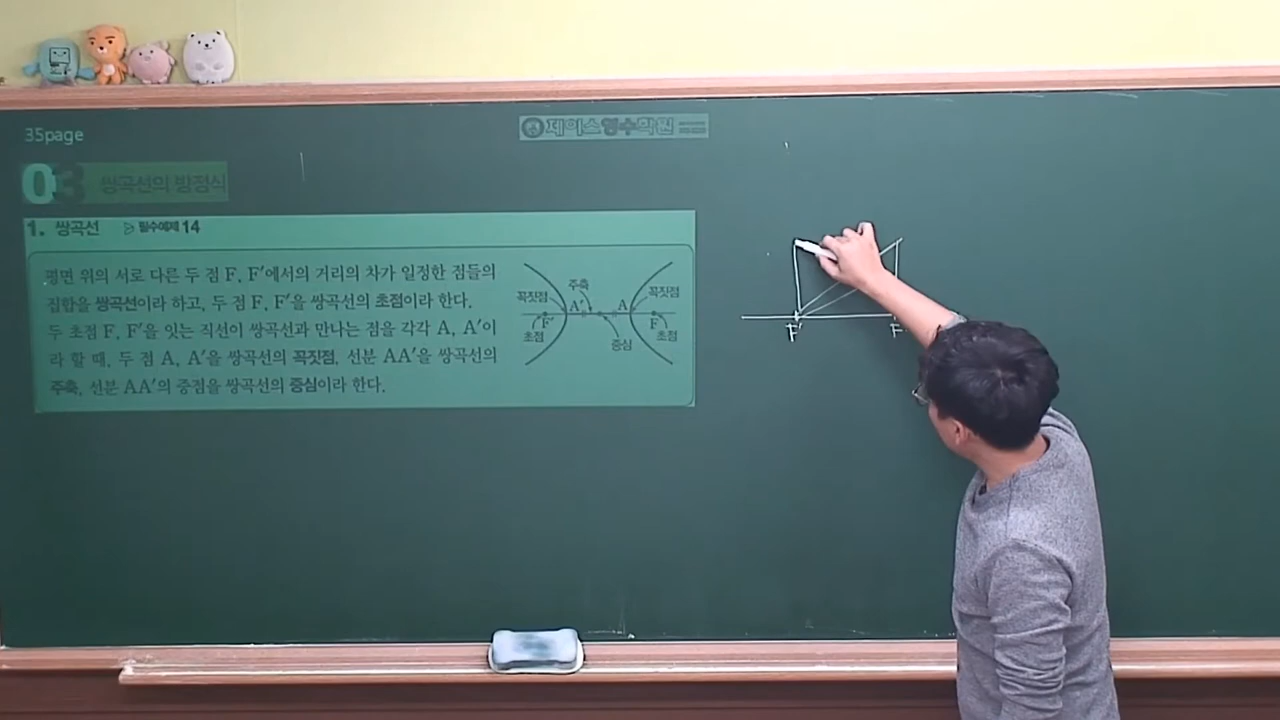 35page
제이스영수학원
03 쌍곡선의 방정식
1. 쌍곡선 ▷ 필수예제 14
평면 위의 서로 다른 두 점 F, F′에서의 거리의 차가 일정한 점들의
집합을 쌍곡선이라 하고, 두 점 F, F′을 쌍곡선의 초점이라 한다.
두 초점 F, F′을 잇는 직선이 쌍곡선과 만나는 점을 각각 A, A′이
라 할 때, 두 점 A, A′을 쌍곡선의 꼭짓점, 선분 AA′을 쌍곡선의
주축, 선분 AA′의 중점을 쌍곡선의 중심이라 한다.
주축
꼭짓점 A′ A 꼭짓점
F′ F
초점 중심 초점
F′ F